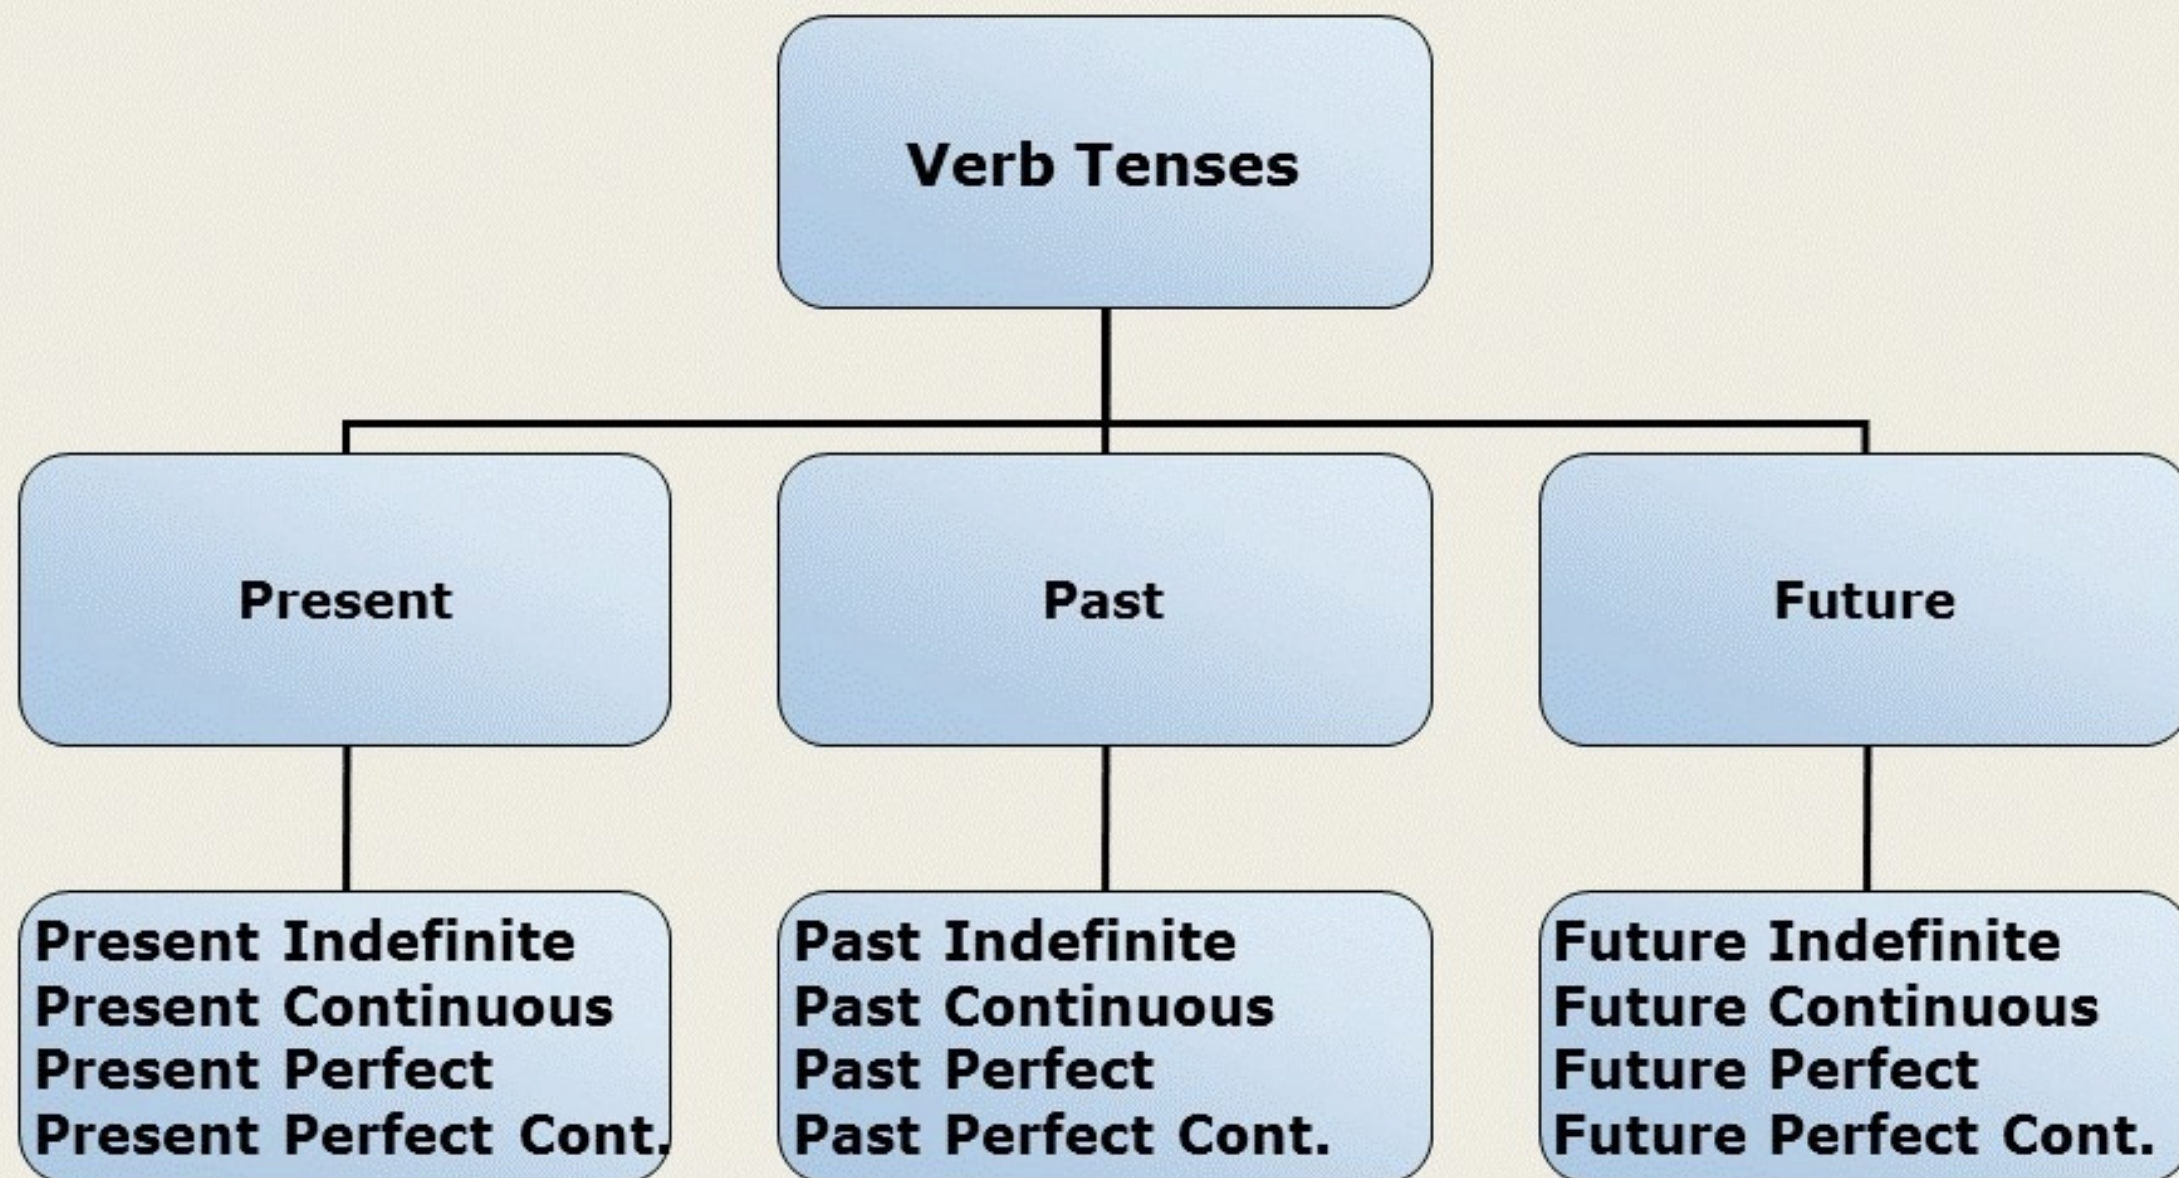 Verb Tenses
Present
Past
Future
Present Indefinite
Present Continuous
Present Perfect
Present Perfect Cont.
Past Indefinite
Past Continuous
Past Perfect
Past Perfect Cont.
Future Indefinite
Future Continuous
Future Perfect
Future Perfect Cont.